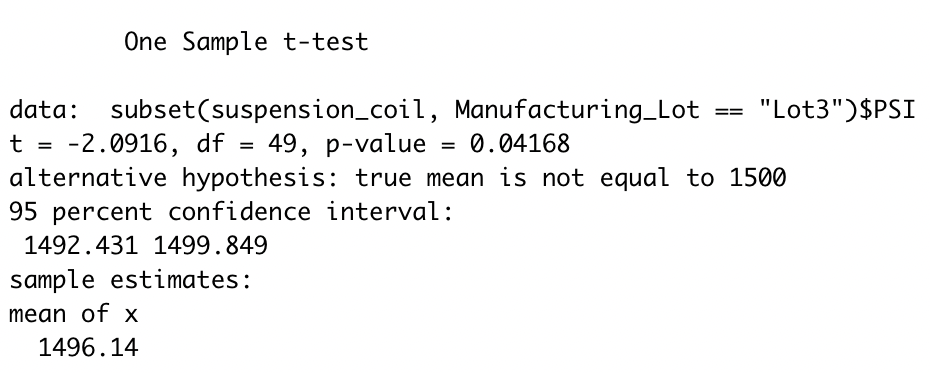 One Sample t-test
data:  subset(suspension_coil, Manufacturing_Lot == "Lot3")$PSI
t = -2.0916, df = 49, p-value = 0.04168
alternative hypothesis: true mean is not equal to 1500
95 percent confidence interval:
1492.431 1499.849
sample estimates:
mean of x
1496.14